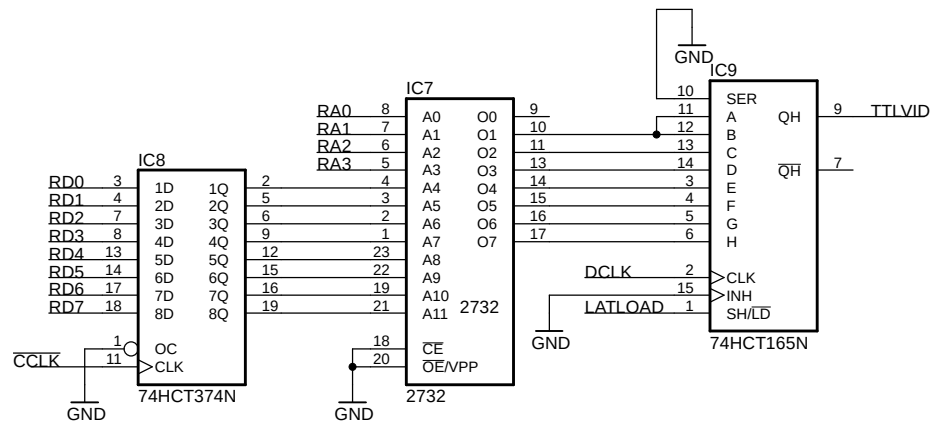 GND
IC9
10 SER
11 A QH 9 TTLVID
12 B
13 C
14 D QH 7
3 E
4 F
5 G
6 H
DCLK 2 CLK
15 INH
GND
LATLOAD 1 SH/LD
74HCT165N
IC7
RA0 8 A0 O0 9
RA1 7 A1 O1 10
RA2 6 A2 O2 11
RA3 5 A3 O3 13
4 A4 O4 14
3 A5 O5 15
2 A6 O6 16
1 A7 O7 17
23 A8
22 A9
19 A10
21 A11
2732
18 CE
20 OE/VPP
GND
2732
IC8
RD0 3 1D 1Q 2
RD1 4 2D 2Q 5
RD2 7 3D 3Q 6
RD3 8 4D 4Q 9
RD4 13 5D 5Q 12
RD5 14 6D 6Q 15
RD6 17 7D 7Q 16
RD7 18 8D 8Q 19
1 OC
CCLK 11 CLK
GND
74HCT374N